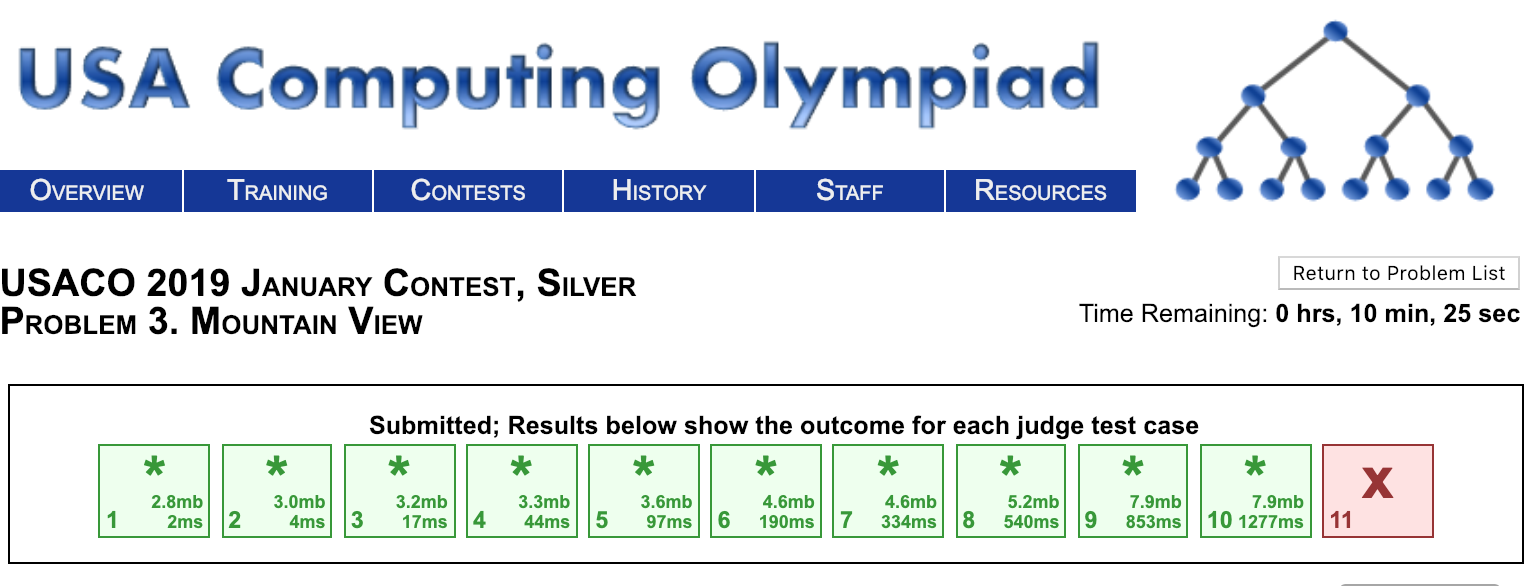 USA Computing Olympiad
Overview Training Contests History Staff Resources
USACO 2019 January Contest, Silver
Problem 3. Mountain View
Return to Problem List
Time Remaining: 0 hrs, 10 min, 25 sec
Submitted; Results below show the outcome for each judge test case
* * * * * * * * * * x
2.8mb 3.0mb 3.2mb 3.3mb 3.6mb 4.6mb 4.6mb 5.2mb 7.9mb 7.9mb
1 2ms 2 4ms 3 17ms 4 44ms 5 97ms 6 190ms 7 334ms 8 540ms 9 853ms 10 1277ms 11